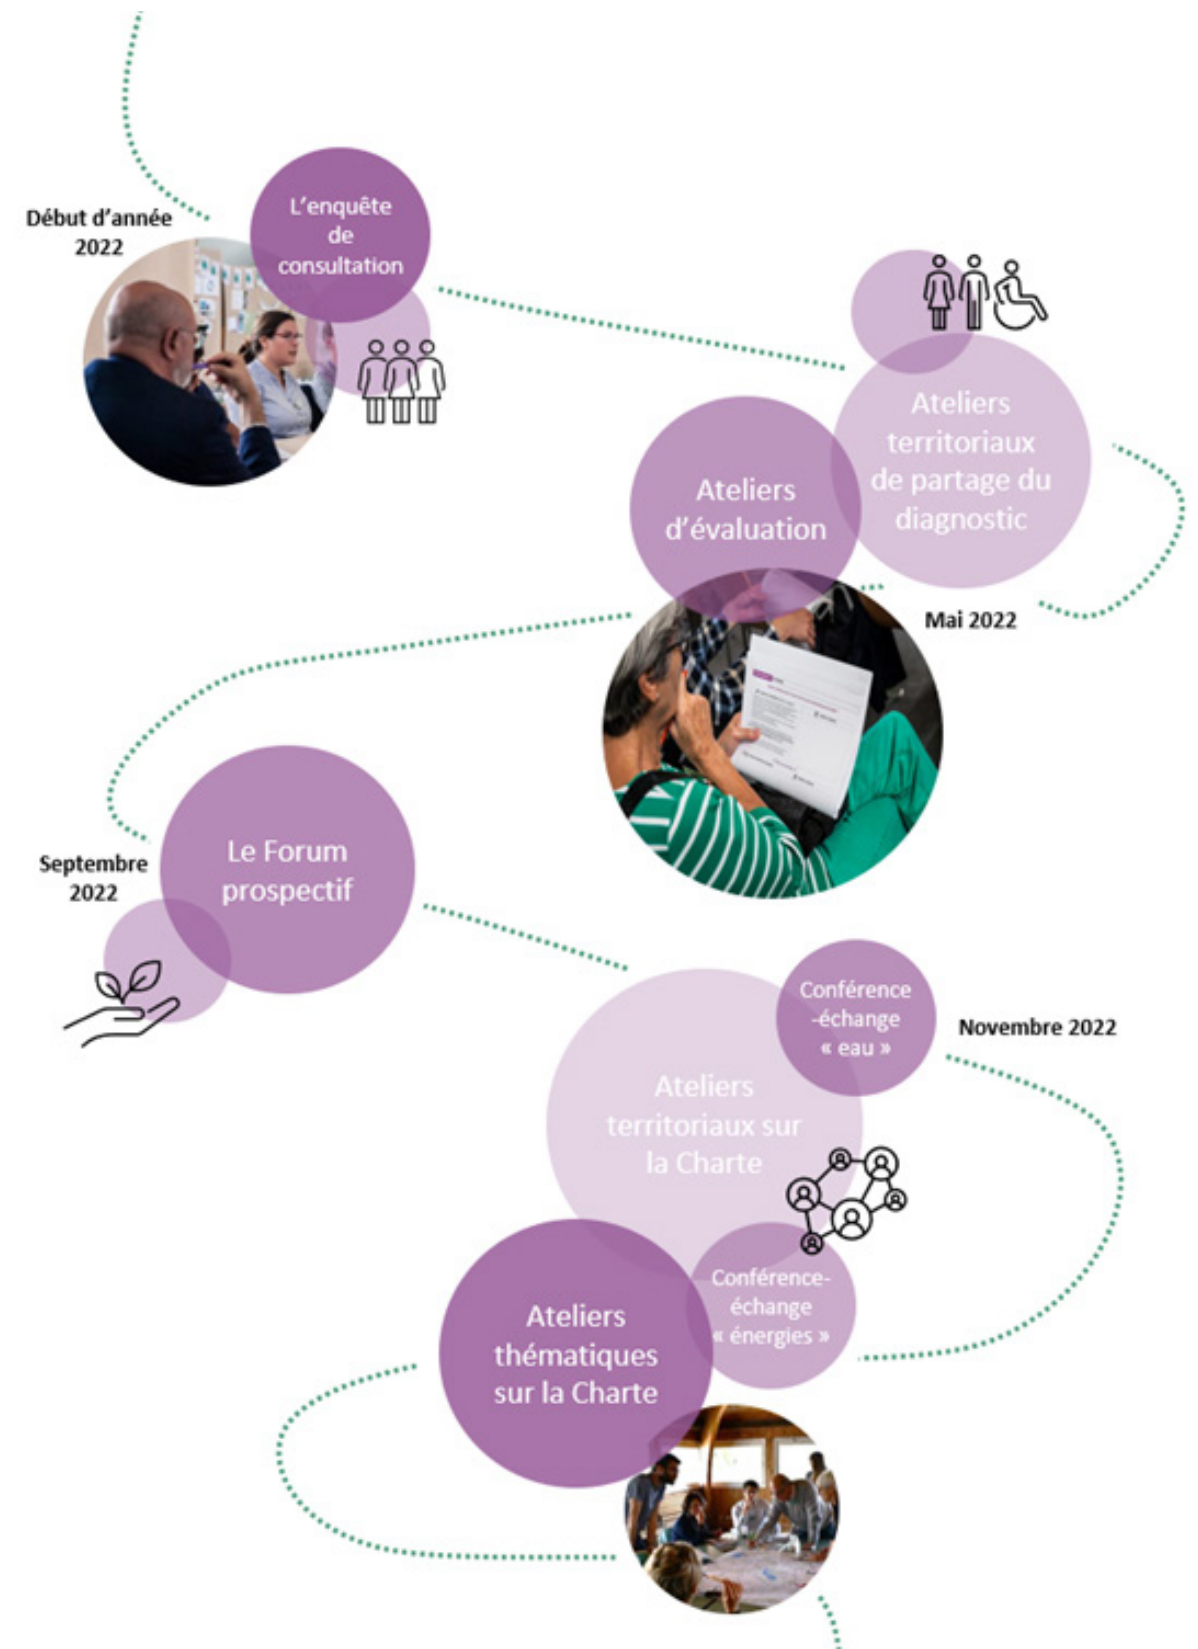 Début d'année
2022
L'enquête
de
consultation
Ateliers
territoriaux
de partage du
diagnostic
Ateliers
d'évaluation
Mai 2022
Septembre
2022
Le Forum
prospectif
Conférence
-échange
« eau »
Novembre 2022
Ateliers
territoriaux sur
la Charte
Conférence-
échange
« énergies »
Ateliers
thématiques
sur la Charte